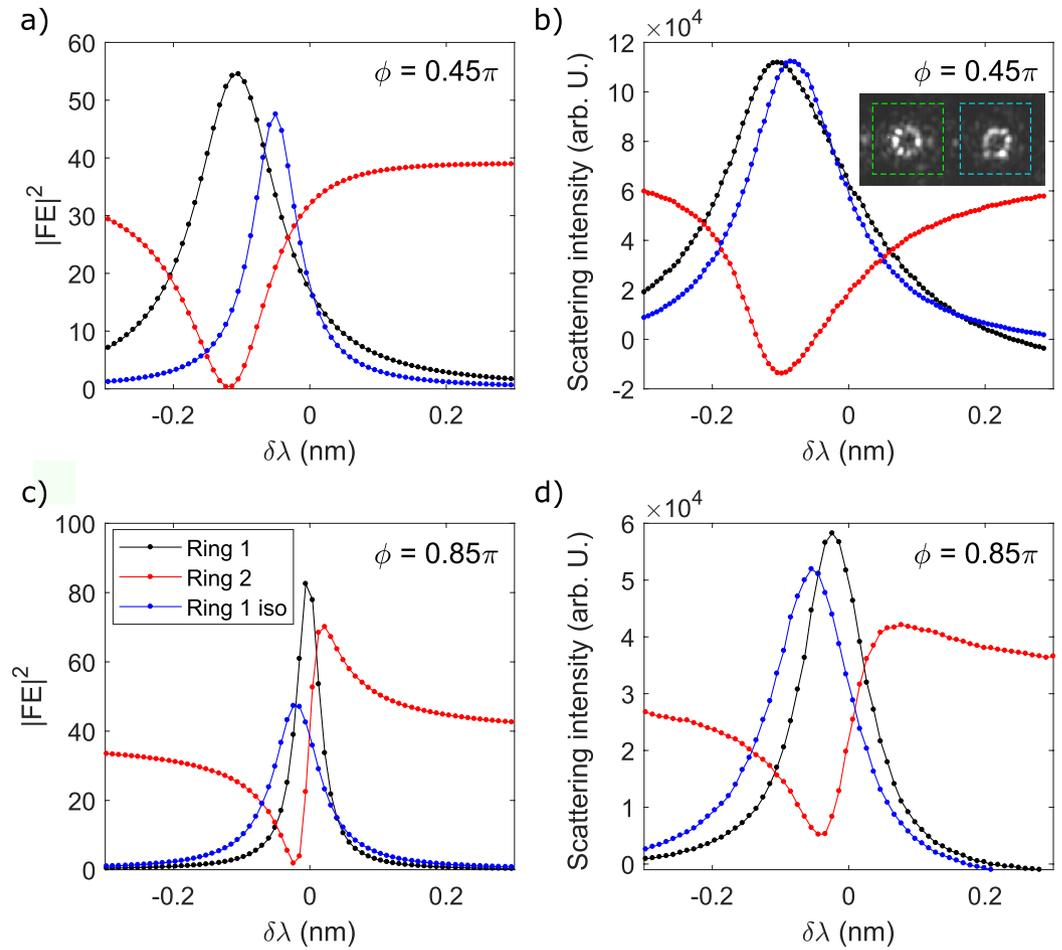 a)
60
50
40
30
20
10
0
|FE|²
ϕ = 0.45π
-0.2 0 0.2
δλ (nm)
b)
×10⁴
12
10
8
6
4
2
0
-2
Scattering intensity (arb. U.)
ϕ = 0.45π
-0.2 0 0.2
δλ (nm)
c)
100
80
60
40
20
0
|FE|²
Ring 1
Ring 2
Ring 1 iso
ϕ = 0.85π
-0.2 0 0.2
δλ (nm)
d)
×10⁴
6
5
4
3
2
1
0
Scattering intensity (arb. U.)
ϕ = 0.85π
-0.2 0 0.2
δλ (nm)